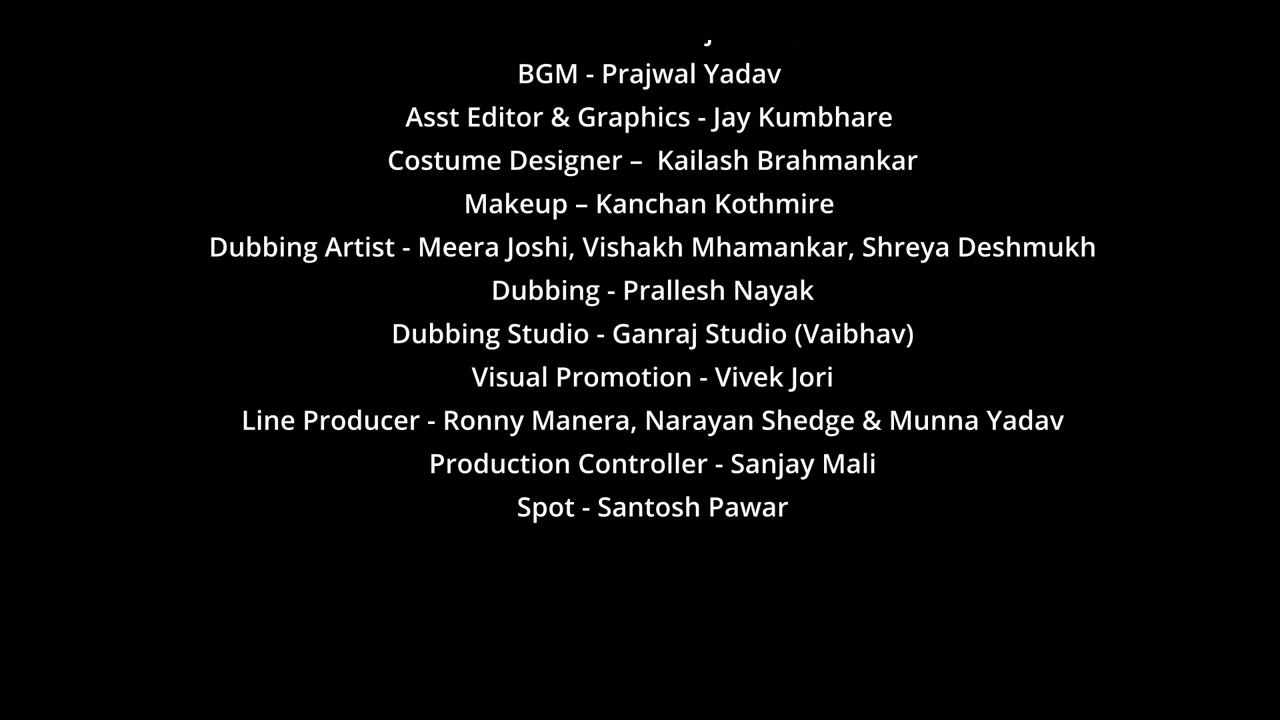 BGM - Prajwal Yadav
Asst Editor & Graphics - Jay Kumbhare
Costume Designer –  Kailash Brahmankar
Makeup – Kanchan Kothmire
Dubbing Artist - Meera Joshi, Vishakh Mhamankar, Shreya Deshmukh
Dubbing - Prallesh Nayak
Dubbing Studio - Ganraj Studio (Vaibhav)
Visual Promotion - Vivek Jori
Line Producer - Ronny Manera, Narayan Shedge & Munna Yadav
Production Controller - Sanjay Mali
Spot - Santosh Pawar